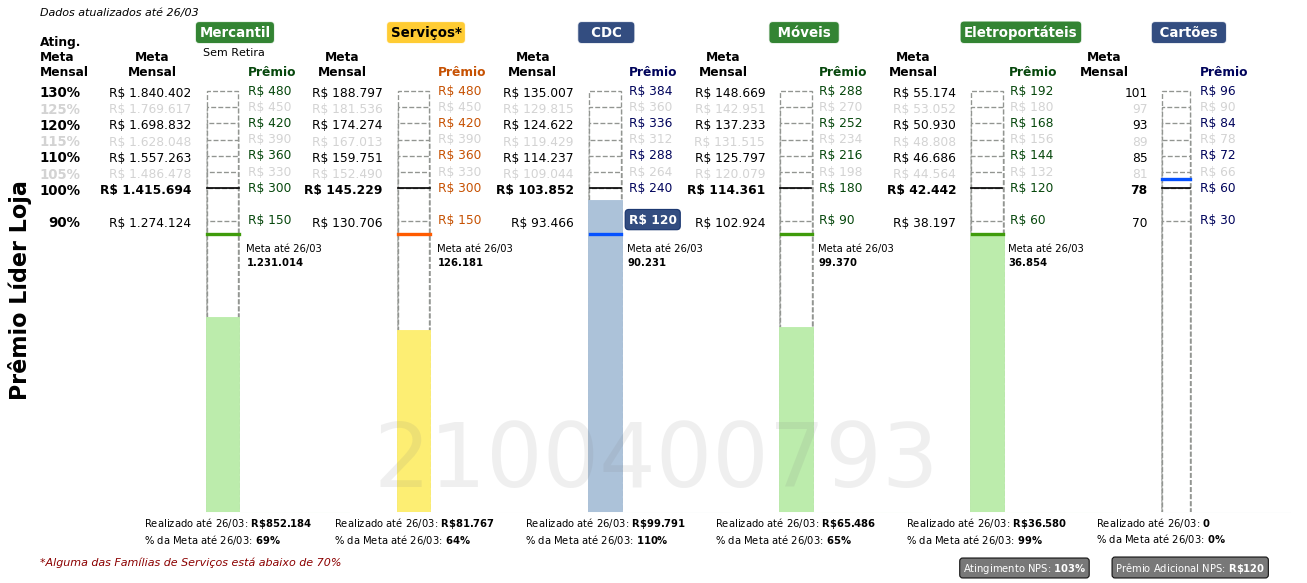 Dados atualizados até 26/03
Mercantil Serviços* CDC Móveis Eletroportáteis Cartões
Sem Retira
Ating. Meta Mensal
Meta Mensal Prêmio Meta Mensal Prêmio Meta Mensal Prêmio Meta Mensal Prêmio Meta Mensal Prêmio Meta Mensal Prêmio
130% R$ 1.840.402 R$ 480 R$ 188.797 R$ 480 R$ 135.007 R$ 384 R$ 148.669 R$ 288 R$ 55.174 R$ 192 101 R$ 96
125% R$ 1.769.617 R$ 450 R$ 181.536 R$ 450 R$ 129.815 R$ 360 R$ 142.951 R$ 270 R$ 53.052 R$ 180 97 R$ 90
120% R$ 1.698.832 R$ 420 R$ 174.274 R$ 420 R$ 124.622 R$ 336 R$ 137.233 R$ 252 R$ 50.930 R$ 168 93 R$ 84
115% R$ 1.628.048 R$ 390 R$ 167.013 R$ 390 R$ 119.429 R$ 312 R$ 131.515 R$ 234 R$ 48.808 R$ 156 89 R$ 78
110% R$ 1.557.263 R$ 360 R$ 159.751 R$ 360 R$ 114.237 R$ 288 R$ 125.797 R$ 216 R$ 46.686 R$ 144 85 R$ 72
105% R$ 1.486.478 R$ 330 R$ 152.490 R$ 330 R$ 109.044 R$ 264 R$ 120.079 R$ 198 R$ 44.564 R$ 132 81 R$ 66
100% R$ 1.415.694 R$ 300 R$ 145.229 R$ 300 R$ 103.852 R$ 240 R$ 114.361 R$ 180 R$ 42.442 R$ 120 78 R$ 60
90% R$ 1.274.124 R$ 150 R$ 130.706 R$ 150 R$ 93.466 R$ 120 R$ 102.924 R$ 90 R$ 38.197 R$ 60 70 R$ 30
Meta até 26/03 Meta até 26/03 Meta até 26/03 Meta até 26/03 Meta até 26/03
1.231.014 126.181 90.231 99.370 36.854
Prêmio Líder Loja
2100400793
Realizado até 26/03: R$852.184 Realizado até 26/03: R$81.767 Realizado até 26/03: R$99.791 Realizado até 26/03: R$65.486 Realizado até 26/03: R$36.580 Realizado até 26/03: 0
% da Meta até 26/03: 69% % da Meta até 26/03: 64% % da Meta até 26/03: 110% % da Meta até 26/03: 65% % da Meta até 26/03: 99% % da Meta até 26/03: 0%
*Alguma das Famílias de Serviços está abaixo de 70%
Atingimento NPS: 103% Prêmio Adicional NPS: R$120